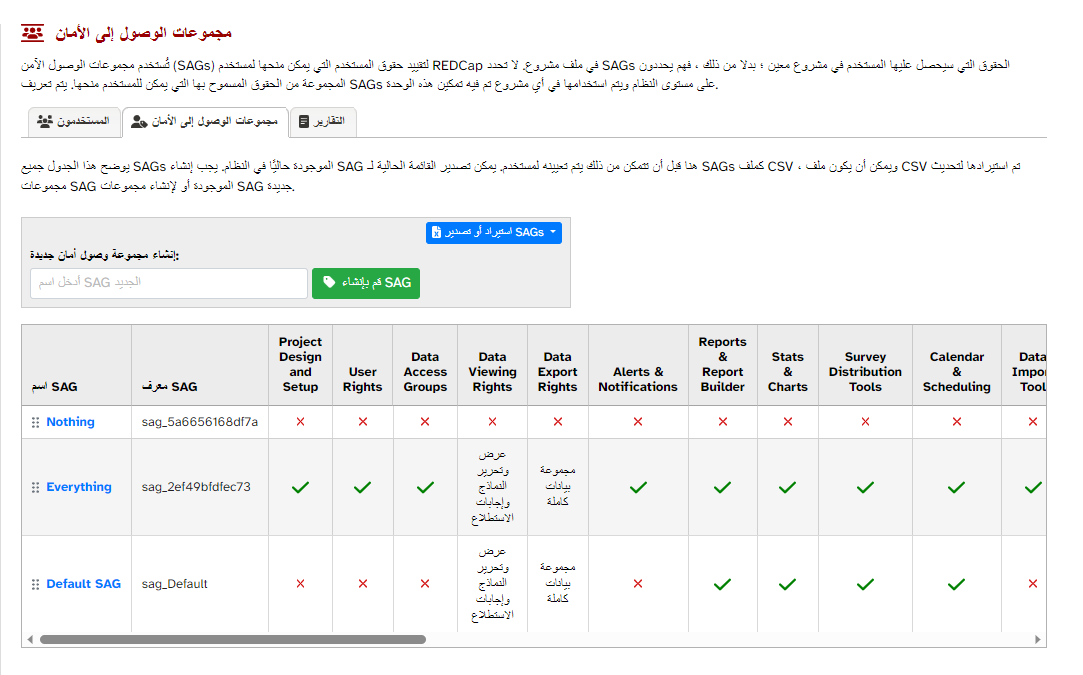 مجموعات الوصول إلى الأمان
الحقوق التي سيحصل عليها المستخدم في مشروع معين ؛ بدلا من ذلك ، فهم يحددون SAGs في ملف مشروع. لا تحدد REDCap لتقييد حقوق المستخدم التي يمكن منحها لمستخدم (SAGs) تُستخدم مجموعات الوصول الآمن
على مستوى النظام ويتم استخدامها في أي مشروع تم فيه تمكين هذه الوحدة SAGs المجموعة من الحقوق المسموح بها التي يمكن للمستخدم منحها. يتم تعريف.
المستخدمون
مجموعات الوصول إلى الأمان
التقارير
تم استيرادها لتحديث CSV ويمكن أن يكون ملف ، CSV كملف SAGs هنا قبل أن تتمكن من ذلك يتم تعيينه لمستخدم. يمكن تصدير القائمة الحالية لـ SAG الموجودة حاليًا في النظام. يجب إنشاء SAGs يوضح هذا الجدول جميع
جديدة SAG الموجودة أو لإنشاء مجموعات SAG مجموعات.
استيراد أو تصدير SAGs
إنشاء مجموعة وصول أمان جديدة:
الجديد SAG أدخل اسم
قم بإنشاء SAG
اسم SAG
معرف SAG
Project
Design
and
Setup
User
Rights
Data
Access
Groups
Data
Viewing
Rights
Data
Export
Rights
Alerts &
Notifications
Reports
&
Report
Builder
Stats
&
Charts
Survey
Distribution
Tools
Calendar
&
Scheduling
Data
Impor
Tool
Nothing
sag_5a6656168df7a
Everything
sag_2ef49bfdfec73
عرض
وتحرير
النماذج
وإجابات
الاستطلاع
مجموعة
بيانات
كاملة
Default SAG
sag_Default
عرض
وتحرير
النماذج
وإجابات
الاستطلاع
مجموعة
بيانات
كاملة